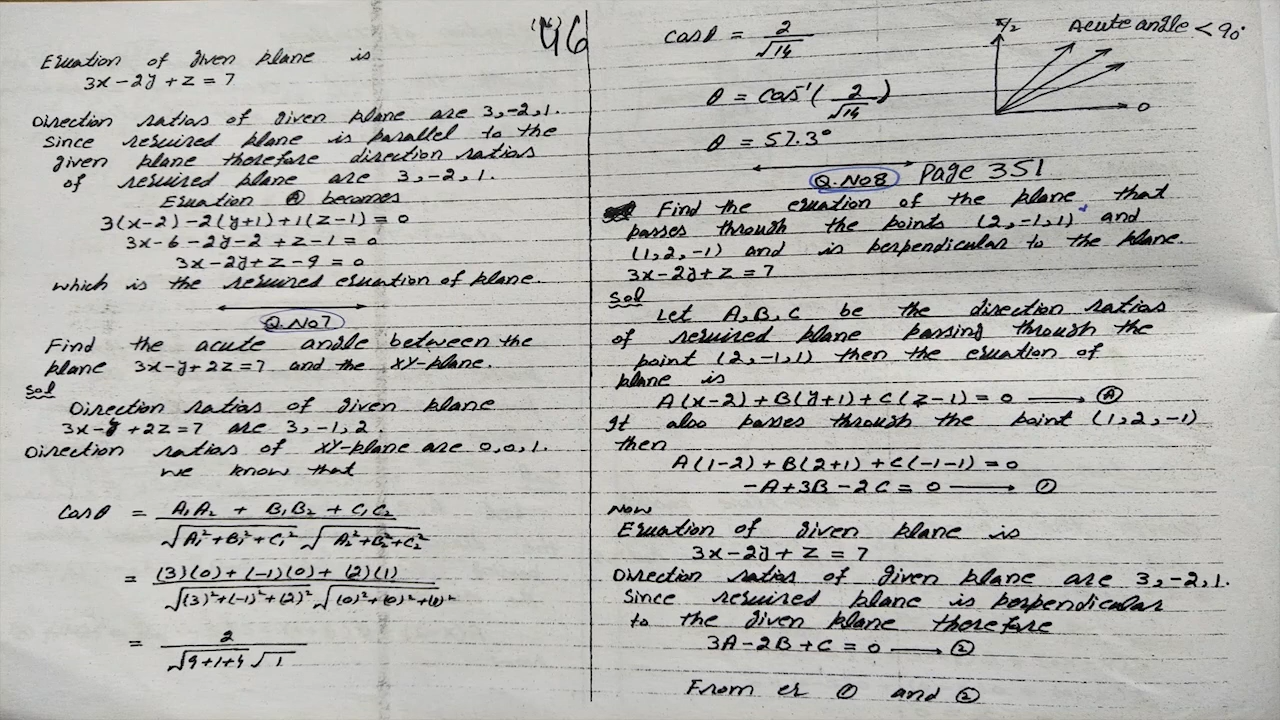 46
Equation of given plane is
3x-2y+z=7
Direction ratios of given plane are 3,-2,1.
Since required plane is parallel to the
given plane therefore direction ratios
of required plane are 3,-2,1.
Equation Ⓐ becomes
3(x-2)-2(y+1)+1(z-1)=0
3x-6-2y-2+z-1=0
3x-2y+z-9=0
which is the required equation of plane.
Q.No7
Find the acute angle between the
plane 3x-y+2z=7 and the XY-plane.
Sol
Direction ratios of given plane
3x-y+2z=7 are 3,-1,2.
Direction ratios of XY-plane are 0,0,1.
we know that
Cosθ = A₁A₂ + B₁B₂ + C₁C₂ / √A₁²+B₁²+C₁² √A₂²+B₂²+C₂²
= (3)(0)+(-1)(0)+(2)(1) / √(3)²+(-1)²+(2)² √(0)²+(0)²+(1)²
= 2 / √9+1+4 √1
cosθ = 2/√14
θ = cos⁻¹(2/√14)
θ = 57.3°
π/2
Acute angle < 90°
0
Q.No8 Page 351
Find the equation of the plane that
passes through the points (2,-1,1) and
(1,2,-1) and is perpendicular to the plane.
3x-2y+z=7
Sol
Let A,B,C be the direction ratios
of required plane passing through the
point (2,-1,1) then the equation of
plane is
A(x-2)+B(y+1)+C(z-1)=0 → Ⓐ
It also passes through the point (1,2,-1)
then
A(1-2)+B(2+1)+C(-1-1)=0
-A+3B-2C=0 → ①
Now
Equation of given plane is
3x-2y+z=7
Direction ratios of given plane are 3,-2,1.
Since required plane is perpendicular
to the given plane therefore
3A-2B+C=0 → ②
From eq ① and ②